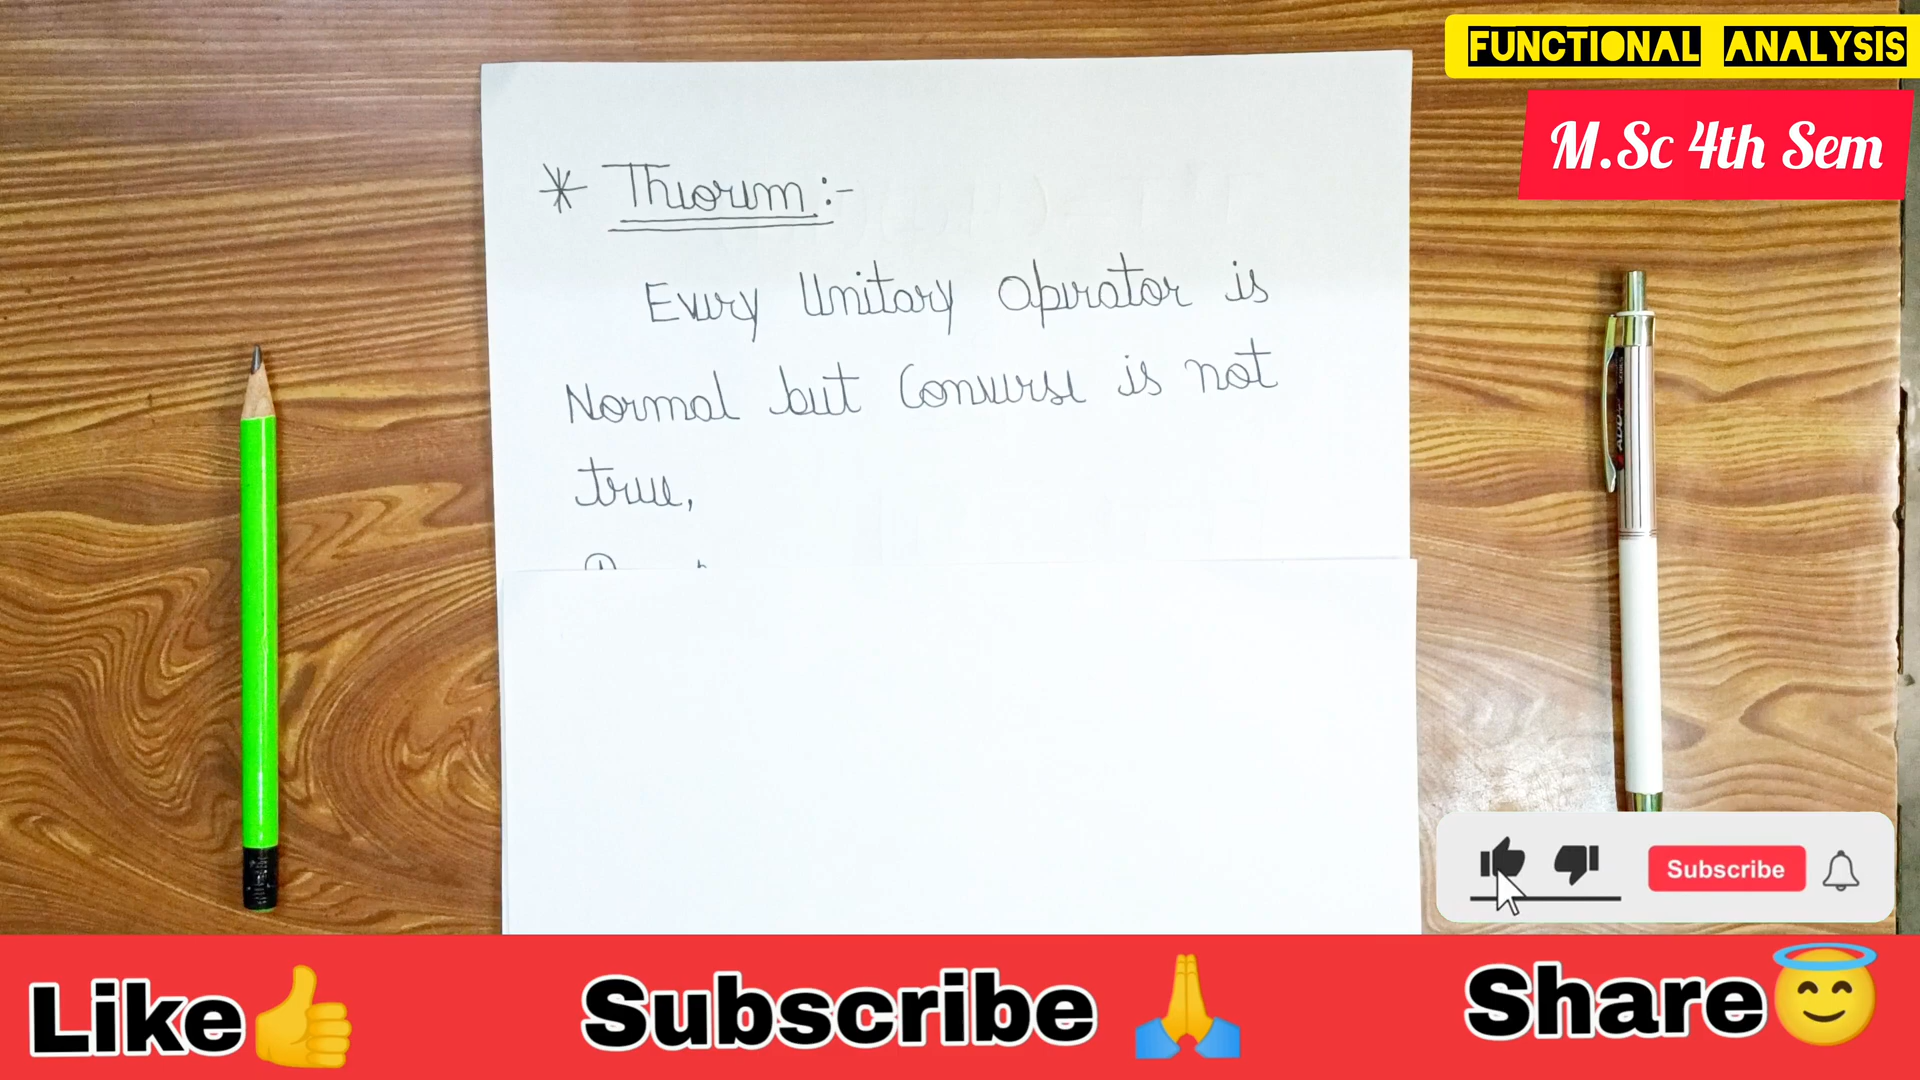 FUNCTIONAL ANALYSIS
M.Sc 4th Sem
* Theorem :-
Every Unitary Operator is
Normal but Converse is not
true,
Subscribe
Like
Subscribe
Share